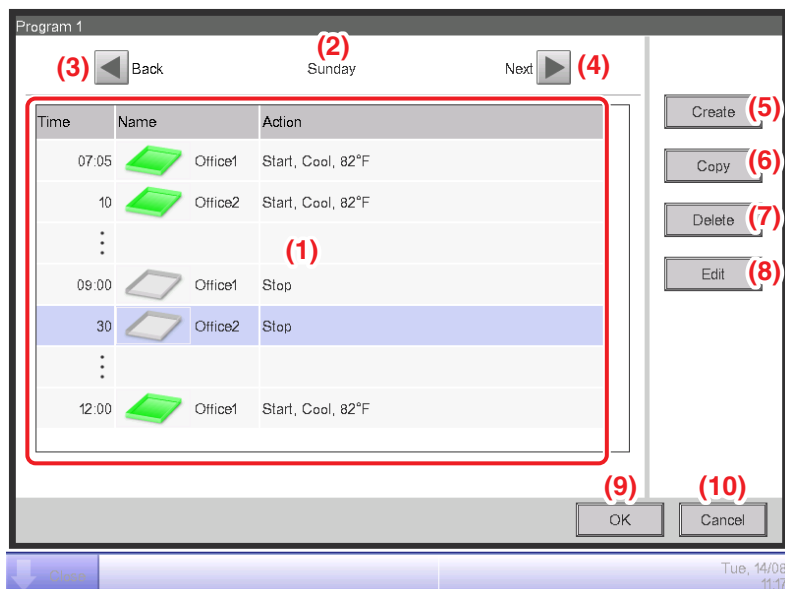 Program 1
(2)
(3) Back Sunday Next (4)
Time Name Action
Create (5)
07:05 Office1 Start, Cool, 82°F
Copy (6)
10 Office2 Start, Cool, 82°F
Delete (7)
(1)
Edit (8)
09:00 Office1 Stop
30 Office2 Stop
12:00 Office1 Start, Cool, 82°F
(9) (10)
OK Cancel
Tue, 14/08
11:17